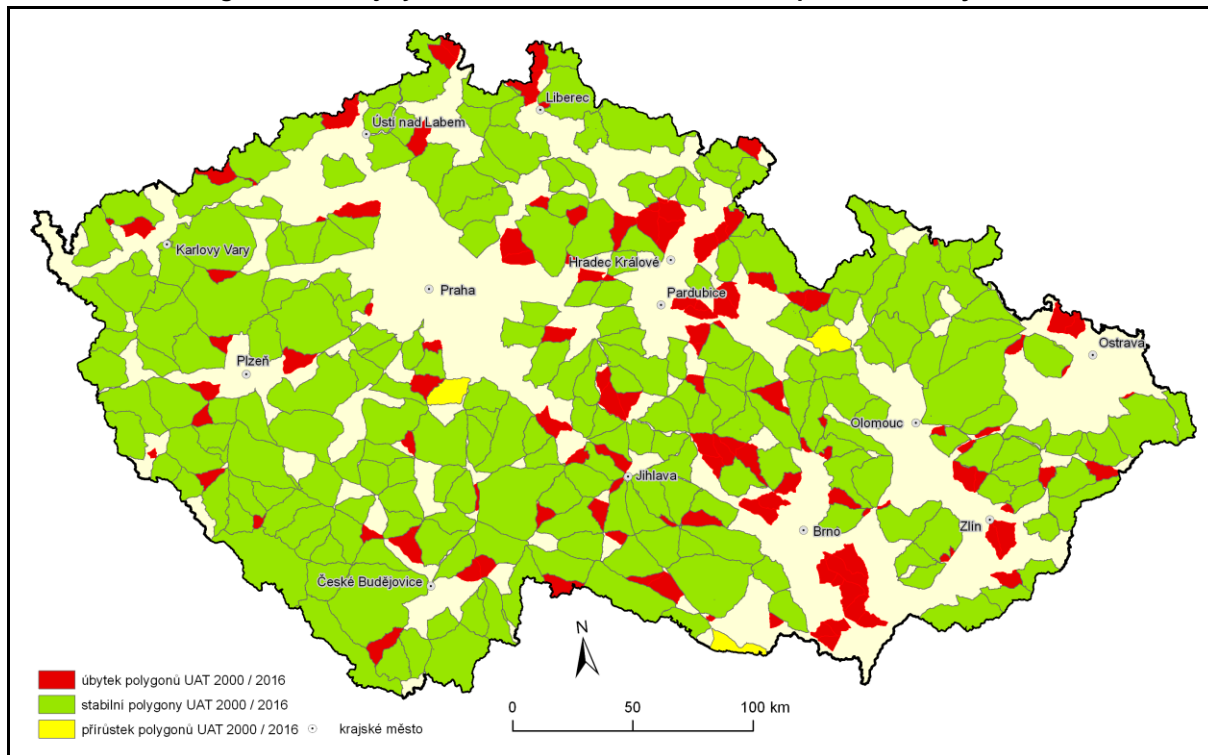 Liberec
Ústí nad Labem
Karlovy Vary
Hradec Králové
Praha
Pardubice
Ostrava
Plzeň
Olomouc
Jihlava
Zlín
Brno
České Budějovice
N
úbytek polygonů UAT 2000 / 2016
stabilní polygony UAT 2000 / 2016
přírůstek polygonů UAT 2000 / 2016 krajské město
0 50 100 km